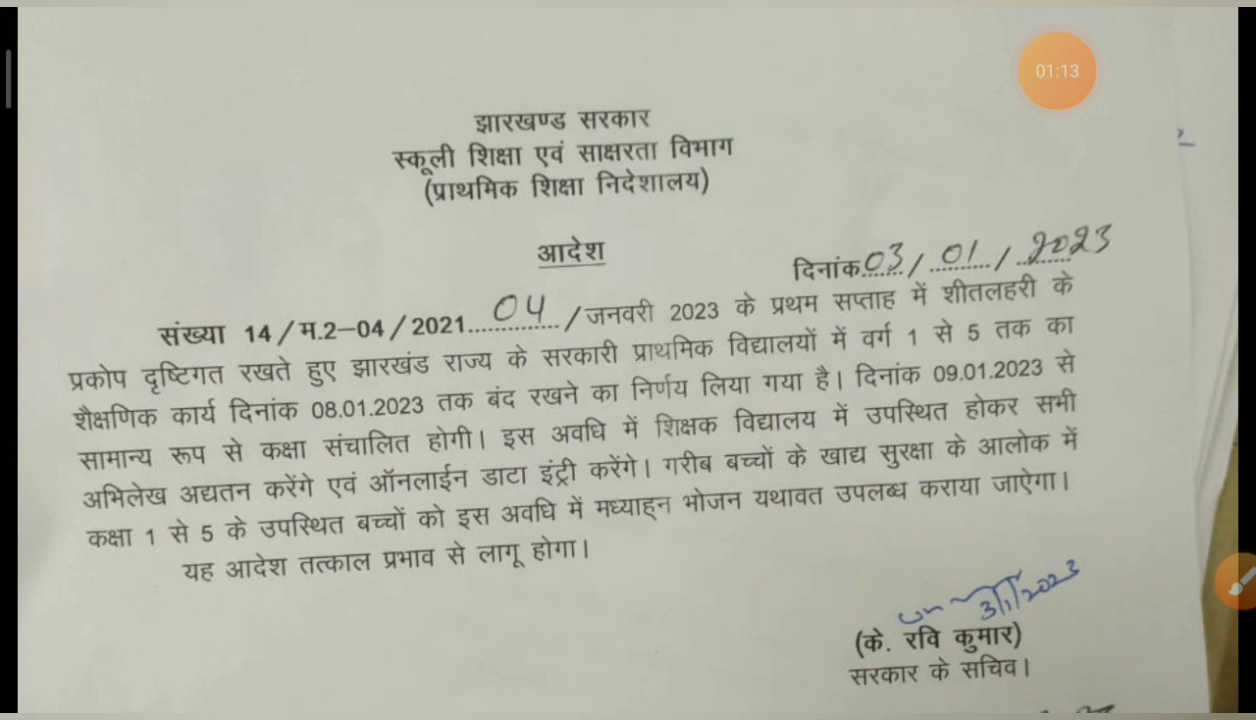 01:13
झारखण्ड सरकार
स्कूली शिक्षा एवं साक्षरता विभाग
(प्राथमिक शिक्षा निदेशालय)
आदेश
दिनांक 03/01/2023
संख्या 14/म.2–04/2021......04....../जनवरी 2023 के प्रथम सप्ताह में शीतलहरी के
प्रकोप दृष्टिगत रखते हुए झारखंड राज्य के सरकारी प्राथमिक विद्यालयों में वर्ग 1 से 5 तक का
शैक्षणिक कार्य दिनांक 08.01.2023 तक बंद रखने का निर्णय लिया गया है। दिनांक 09.01.2023 से
सामान्य रूप से कक्षा संचालित होगी। इस अवधि में शिक्षक विद्यालय में उपस्थित होकर सभी
अभिलेख अद्यतन करेंगे एवं ऑनलाईन डाटा इंट्री करेंगे। गरीब बच्चों के खाद्य सुरक्षा के आलोक में
कक्षा 1 से 5 के उपस्थित बच्चों को इस अवधि में मध्याह्न भोजन यथावत उपलब्ध कराया जाऐगा।
यह आदेश तत्काल प्रभाव से लागू होगा।
3/1/2023
(के. रवि कुमार)
सरकार के सचिव।